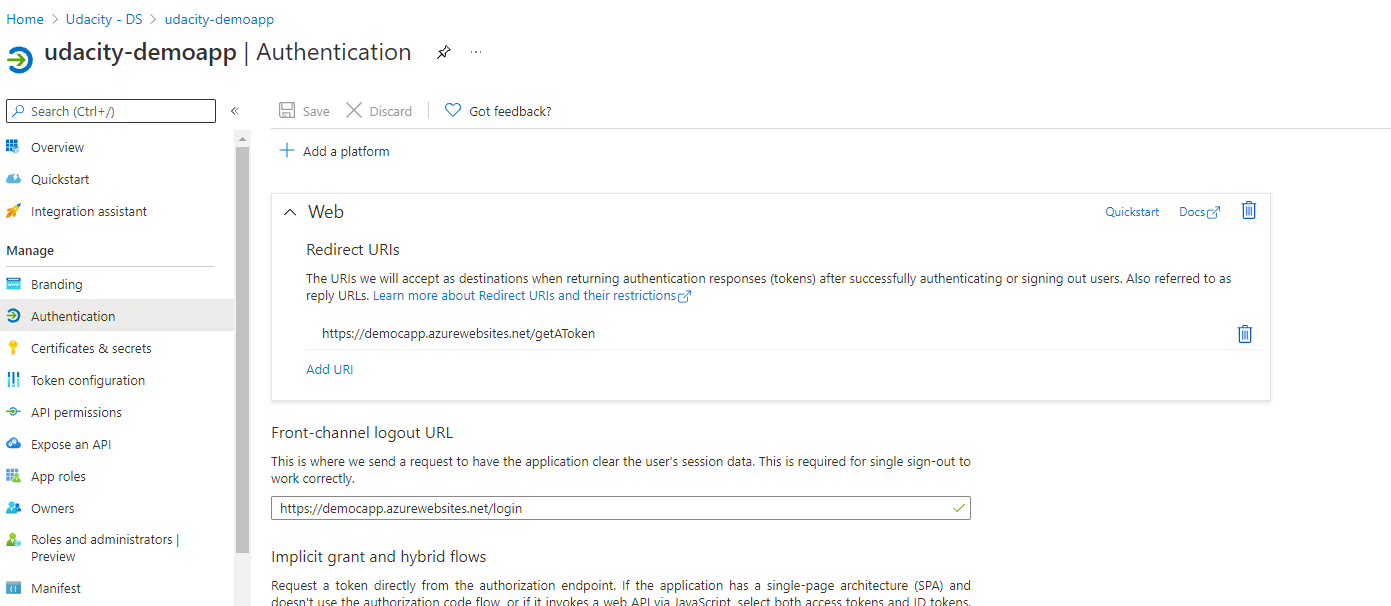 Home > Udacity - DS > udacity-demoapp
udacity-demoapp | Authentication
Search (Ctrl+/)
Overview
Quickstart
Integration assistant
Manage
Branding
Authentication
Certificates & secrets
Token configuration
API permissions
Expose an API
App roles
Owners
Roles and administrators |
Preview
Manifest
Save Discard | Got feedback?
Add a platform
Web
Quickstart Docs
Redirect URIs
The URIs we will accept as destinations when returning authentication responses (tokens) after successfully authenticating or signing out users. Also referred to as
reply URLs. Learn more about Redirect URIs and their restrictions
https://democapp.azurewebsites.net/getAToken
Add URI
Front-channel logout URL
This is where we send a request to have the application clear the user's session data. This is required for single sign-out to
work correctly.
https://democapp.azurewebsites.net/login
Implicit grant and hybrid flows
Request a token directly from the authorization endpoint. If the application has a single-page architecture (SPA) and
doesn't use the authorization code flow, or if it invokes a web API via JavaScript, select both access tokens and ID tokens.